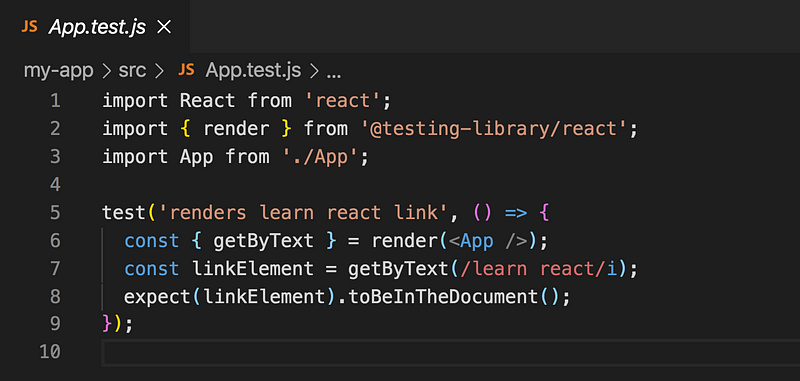 JS App.test.js ×
my-app > src > JS App.test.js > ...
1 import React from 'react';
2 import { render } from '@testing-library/react';
3 import App from './App';
4
5 test('renders learn react link', () => {
6 const { getByText } = render(<App />);
7 const linkElement = getByText(/learn react/i);
8 expect(linkElement).toBeInTheDocument();
9 });
10